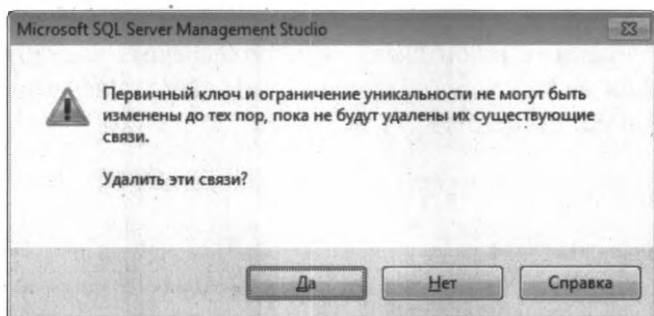 Microsoft SQL Server Management Studio
Первичный ключ и ограничение уникальности не могут быть
изменены до тех пор, пока не будут удалены их существующие
связи.
Удалить эти связи?
Да
Нет
Справка